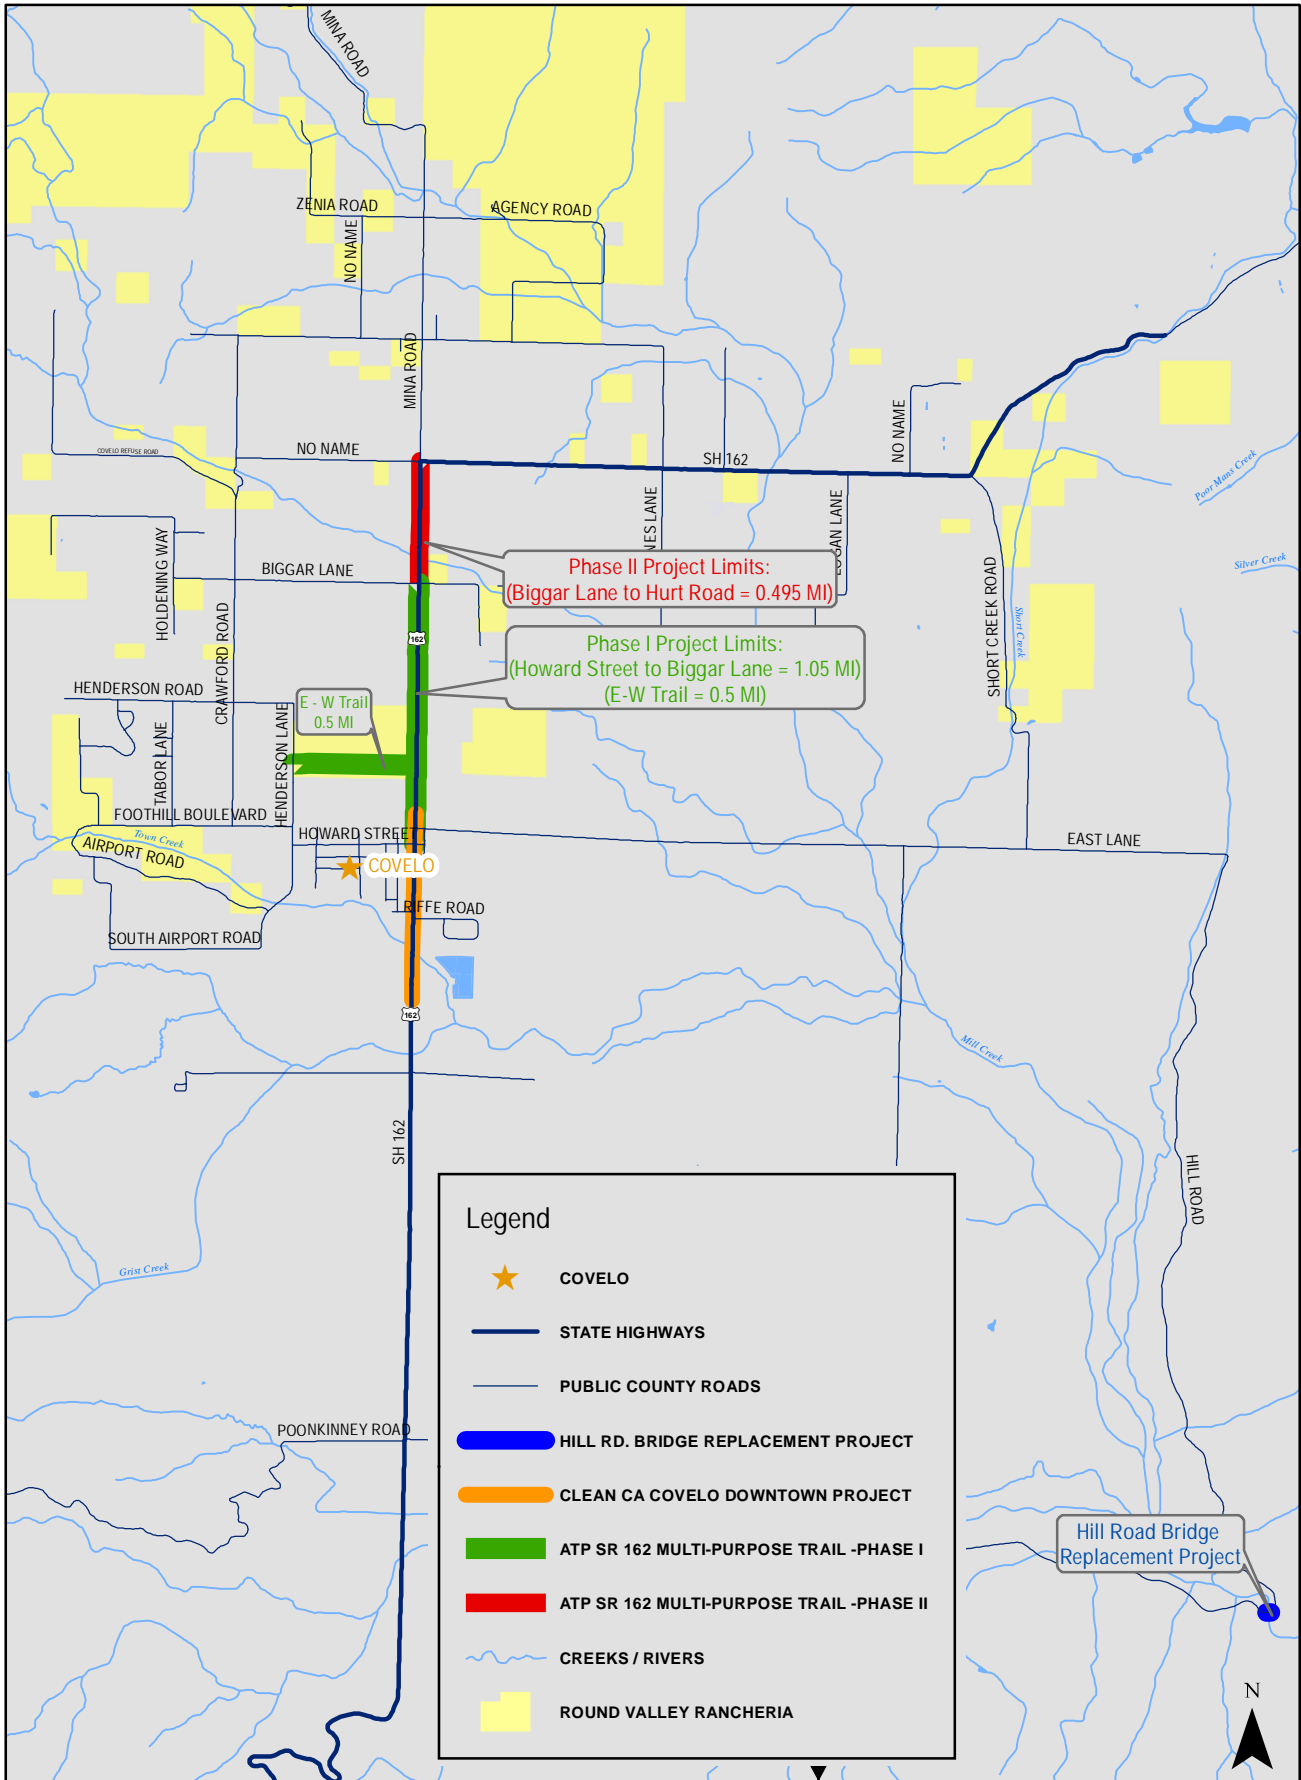 MINA ROAD
ZENIA ROAD
AGENCY ROAD
NO NAME
MINA ROAD
NO NAME
COVELO REFUSE ROAD
NO NAME
SH 162
Poor Mans Creek
HOLDENING WAY
BIGGAR LANE
NES LANE
GAN LANE
Silver Creek
Phase II Project Limits:
(Biggar Lane to Hurt Road = 0.495 MI)
CRAWFORD ROAD
162
SHORT CREEK ROAD
Short Creek
Phase I Project Limits:
(Howard Street to Biggar Lane = 1.05 MI)
(E-W Trail = 0.5 MI)
HENDERSON ROAD
E - W Trail
0.5 MI
TABOR LANE
HENDERSON LANE
FOOTHILL BOULEVARD
Town Creek
AIRPORT ROAD
HOWARD STREET
EAST LANE
COVELO
RIFFE ROAD
SOUTH AIRPORT ROAD
162
Mill Creek
SH 162
HILL ROAD
Grist Creek
POONKINNEY ROAD
Legend
COVELO
STATE HIGHWAYS
PUBLIC COUNTY ROADS
HILL RD. BRIDGE REPLACEMENT PROJECT
CLEAN CA COVELO DOWNTOWN PROJECT
ATP SR 162 MULTI-PURPOSE TRAIL -PHASE I
ATP SR 162 MULTI-PURPOSE TRAIL -PHASE II
CREEKS / RIVERS
ROUND VALLEY RANCHERIA
Hill Road Bridge
Replacement Project
N